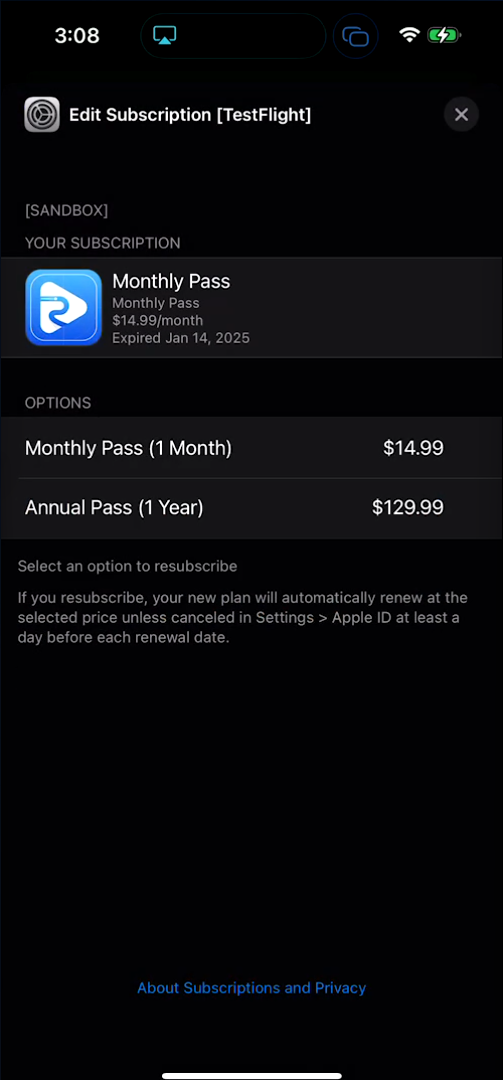 3:08
Edit Subscription [TestFlight]
[SANDBOX]
YOUR SUBSCRIPTION
Monthly Pass
Monthly Pass
$14.99/month
Expired Jan 14, 2025
OPTIONS
Monthly Pass (1 Month) $14.99
Annual Pass (1 Year) $129.99
Select an option to resubscribe
If you resubscribe, your new plan will automatically renew at the
selected price unless canceled in Settings > Apple ID at least a
day before each renewal date.
About Subscriptions and Privacy